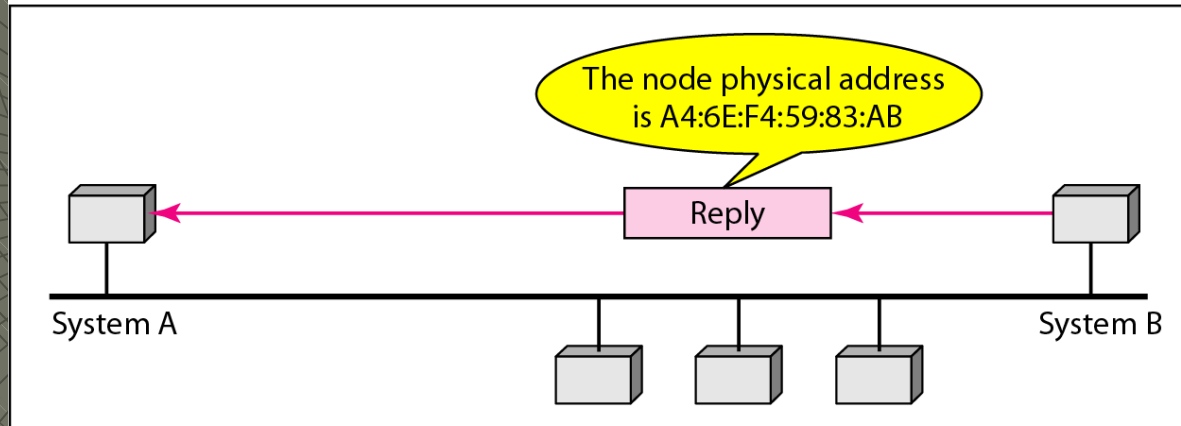 The node physical address
is A4:6E:F4:59:83:AB
Reply
System A
System B